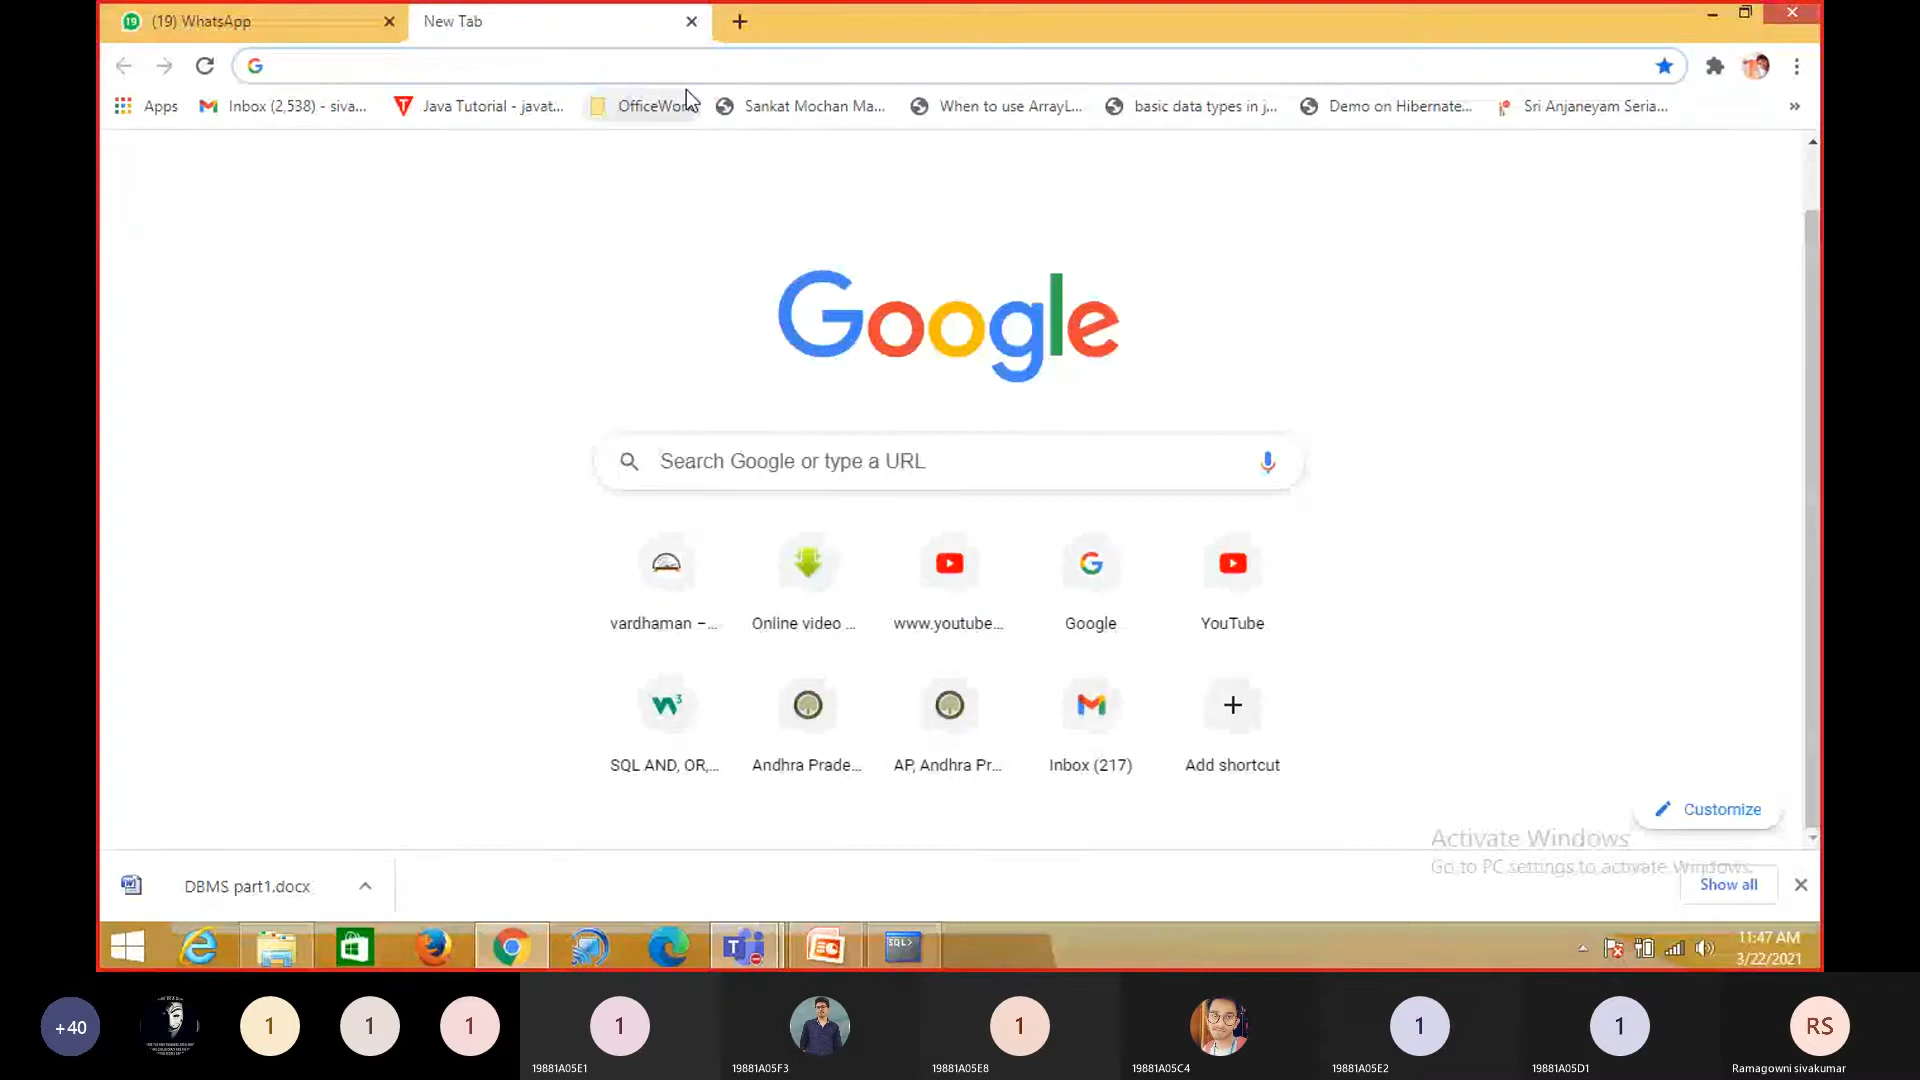 19
(19) WhatsApp
New Tab
Apps
Inbox (2,538) - siva...
Java Tutorial - javat...
Sankat Mochan Ma...
When to use ArrayL...
basic data types in j...
Demo on Hibernate...
Sri Anjaneyam Seria...
Google
Search Google or type a URL
vardhaman –...
Online video ...
www.youtube...
Google
YouTube
SQL AND, OR,...
Andhra Prade...
AP, Andhra Pr...
Inbox (217)
Add shortcut
Customize
Activate Windows
Go to PC settings to activate Windows.
DBMS part1.docx
Show all
SQL>
11:47 AM
3/22/2021
+40
1
1
1
1
1
1
1
RS
19881A05E1
19881A05F3
19881A05E8
19881A05C4
19881A05E2
19881A05D1
Ramagowni sivakumar